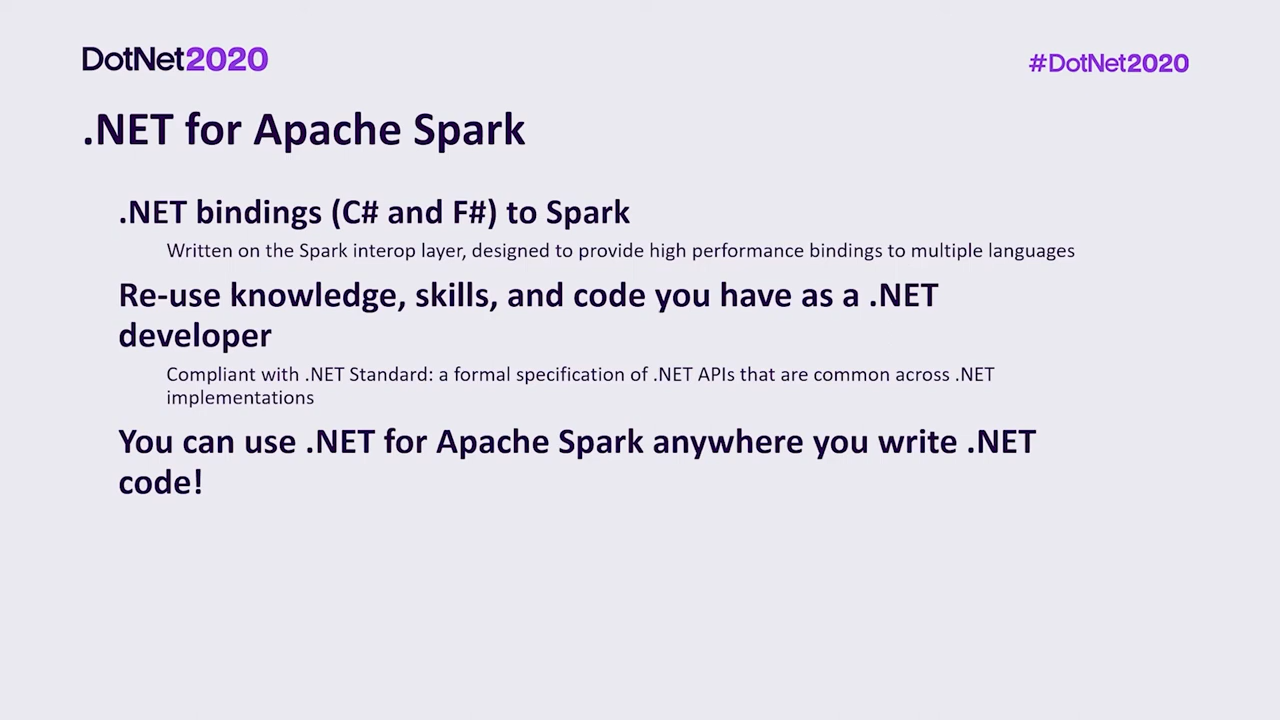 DotNet2020
#DotNet2020
.NET for Apache Spark
.NET bindings (C# and F#) to Spark
Written on the Spark interop layer, designed to provide high performance bindings to multiple languages
Re-use knowledge, skills, and code you have as a .NET
developer
Compliant with .NET Standard: a formal specification of .NET APIs that are common across .NET
implementations
You can use .NET for Apache Spark anywhere you write .NET
code!